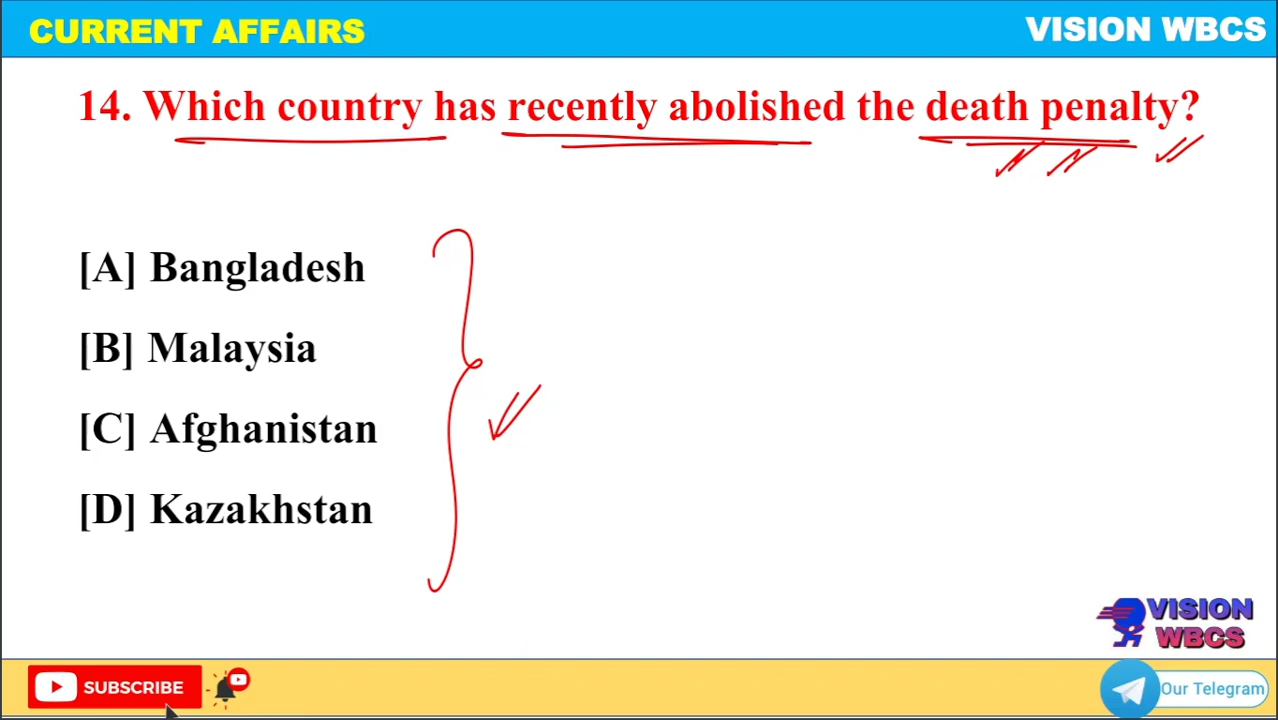 CURRENT AFFAIRS
VISION WBCS
14. Which country has recently abolished the death penalty?
[A] Bangladesh
[B] Malaysia
[C] Afghanistan
[D] Kazakhstan
VISION
WBCS
SUBSCRIBE
Our Telegram